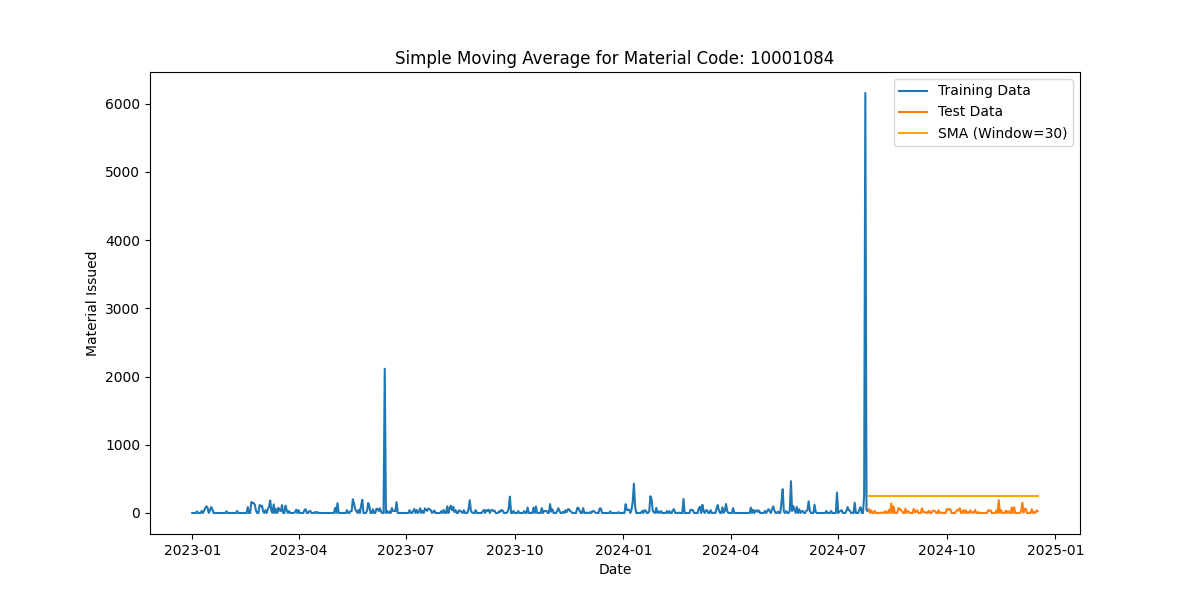 Simple Moving Average for Material Code: 10001084
Training Data
Test Data
SMA (Window=30)
Material Issued
6000
5000
4000
3000
2000
1000
0
2023-01 2023-04 2023-07 2023-10 2024-01 2024-04 2024-07 2024-10 2025-01
Date